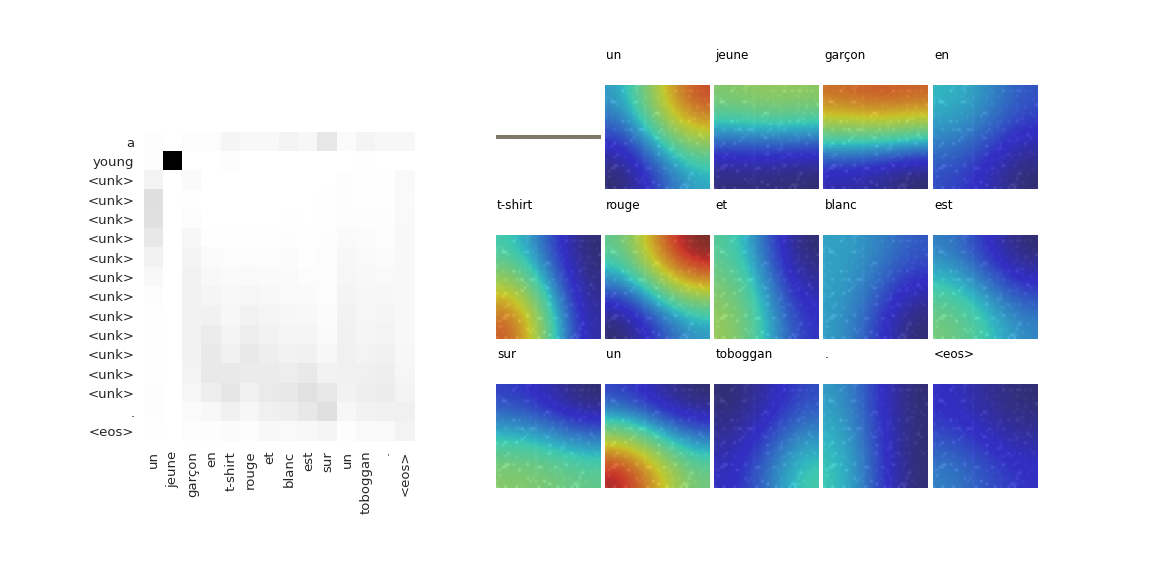 a
young
<unk>
<unk>
<unk>
<unk>
<unk>
<unk>
<unk>
<unk>
<unk>
<unk>
<unk>
<unk>
.
<eos>
un
jeune
garçon
en
t-shirt
rouge
et
blanc
est
sur
un
toboggan
.
<eos>
un jeune garçon en
t-shirt rouge et blanc est
sur un toboggan . <eos>